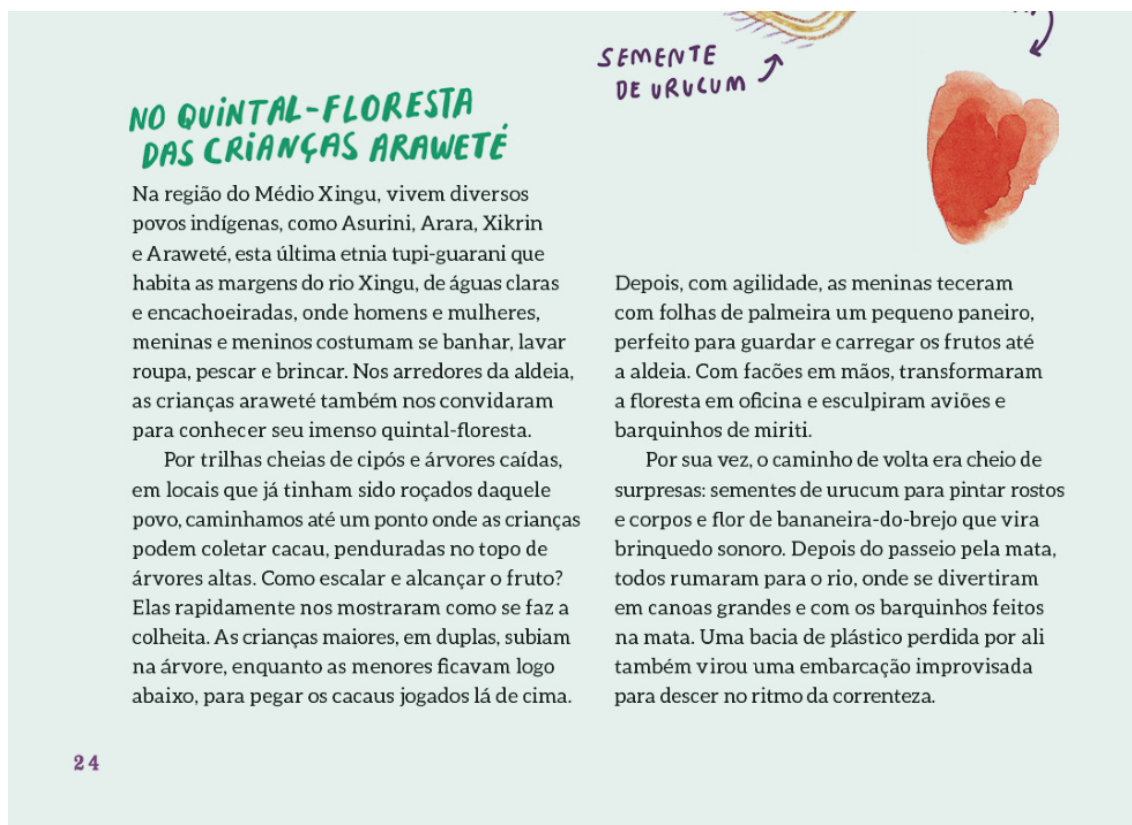 SEMENTE
DE URUCUM
NO QUINTAL-FLORESTA
DAS CRIANÇAS ARAWETÉ
Na região do Médio Xingu, vivem diversos
povos indígenas, como Asurini, Arara, Xikrin
e Araweté, esta última etnia tupi-guarani que
habita as margens do rio Xingu, de águas claras
e encachoeiradas, onde homens e mulheres,
meninas e meninos costumam se banhar, lavar
roupa, pescar e brincar. Nos arredores da aldeia,
as crianças araweté também nos convidaram
para conhecer seu imenso quintal-floresta.
Por trilhas cheias de cipós e árvores caídas,
em locais que já tinham sido roçados daquele
povo, caminhamos até um ponto onde as crianças
podem coletar cacau, penduradas no topo de
árvores altas. Como escalar e alcançar o fruto?
Elas rapidamente nos mostraram como se faz a
colheita. As crianças maiores, em duplas, subiam
na árvore, enquanto as menores ficavam logo
abaixo, para pegar os cacaus jogados lá de cima.
Depois, com agilidade, as meninas teceram
com folhas de palmeira um pequeno paneiro,
perfeito para guardar e carregar os frutos até
a aldeia. Com facões em mãos, transformaram
a floresta em oficina e esculpiram aviões e
barquinhos de miriti.
Por sua vez, o caminho de volta era cheio de
surpresas: sementes de urucum para pintar rostos
e corpos e flor de bananeira-do-brejo que vira
brinquedo sonoro. Depois do passeio pela mata,
todos rumaram para o rio, onde se divertiram
em canoas grandes e com os barquinhos feitos
na mata. Uma bacia de plástico perdida por ali
também virou uma embarcação improvisada
para descer no ritmo da correnteza.
24